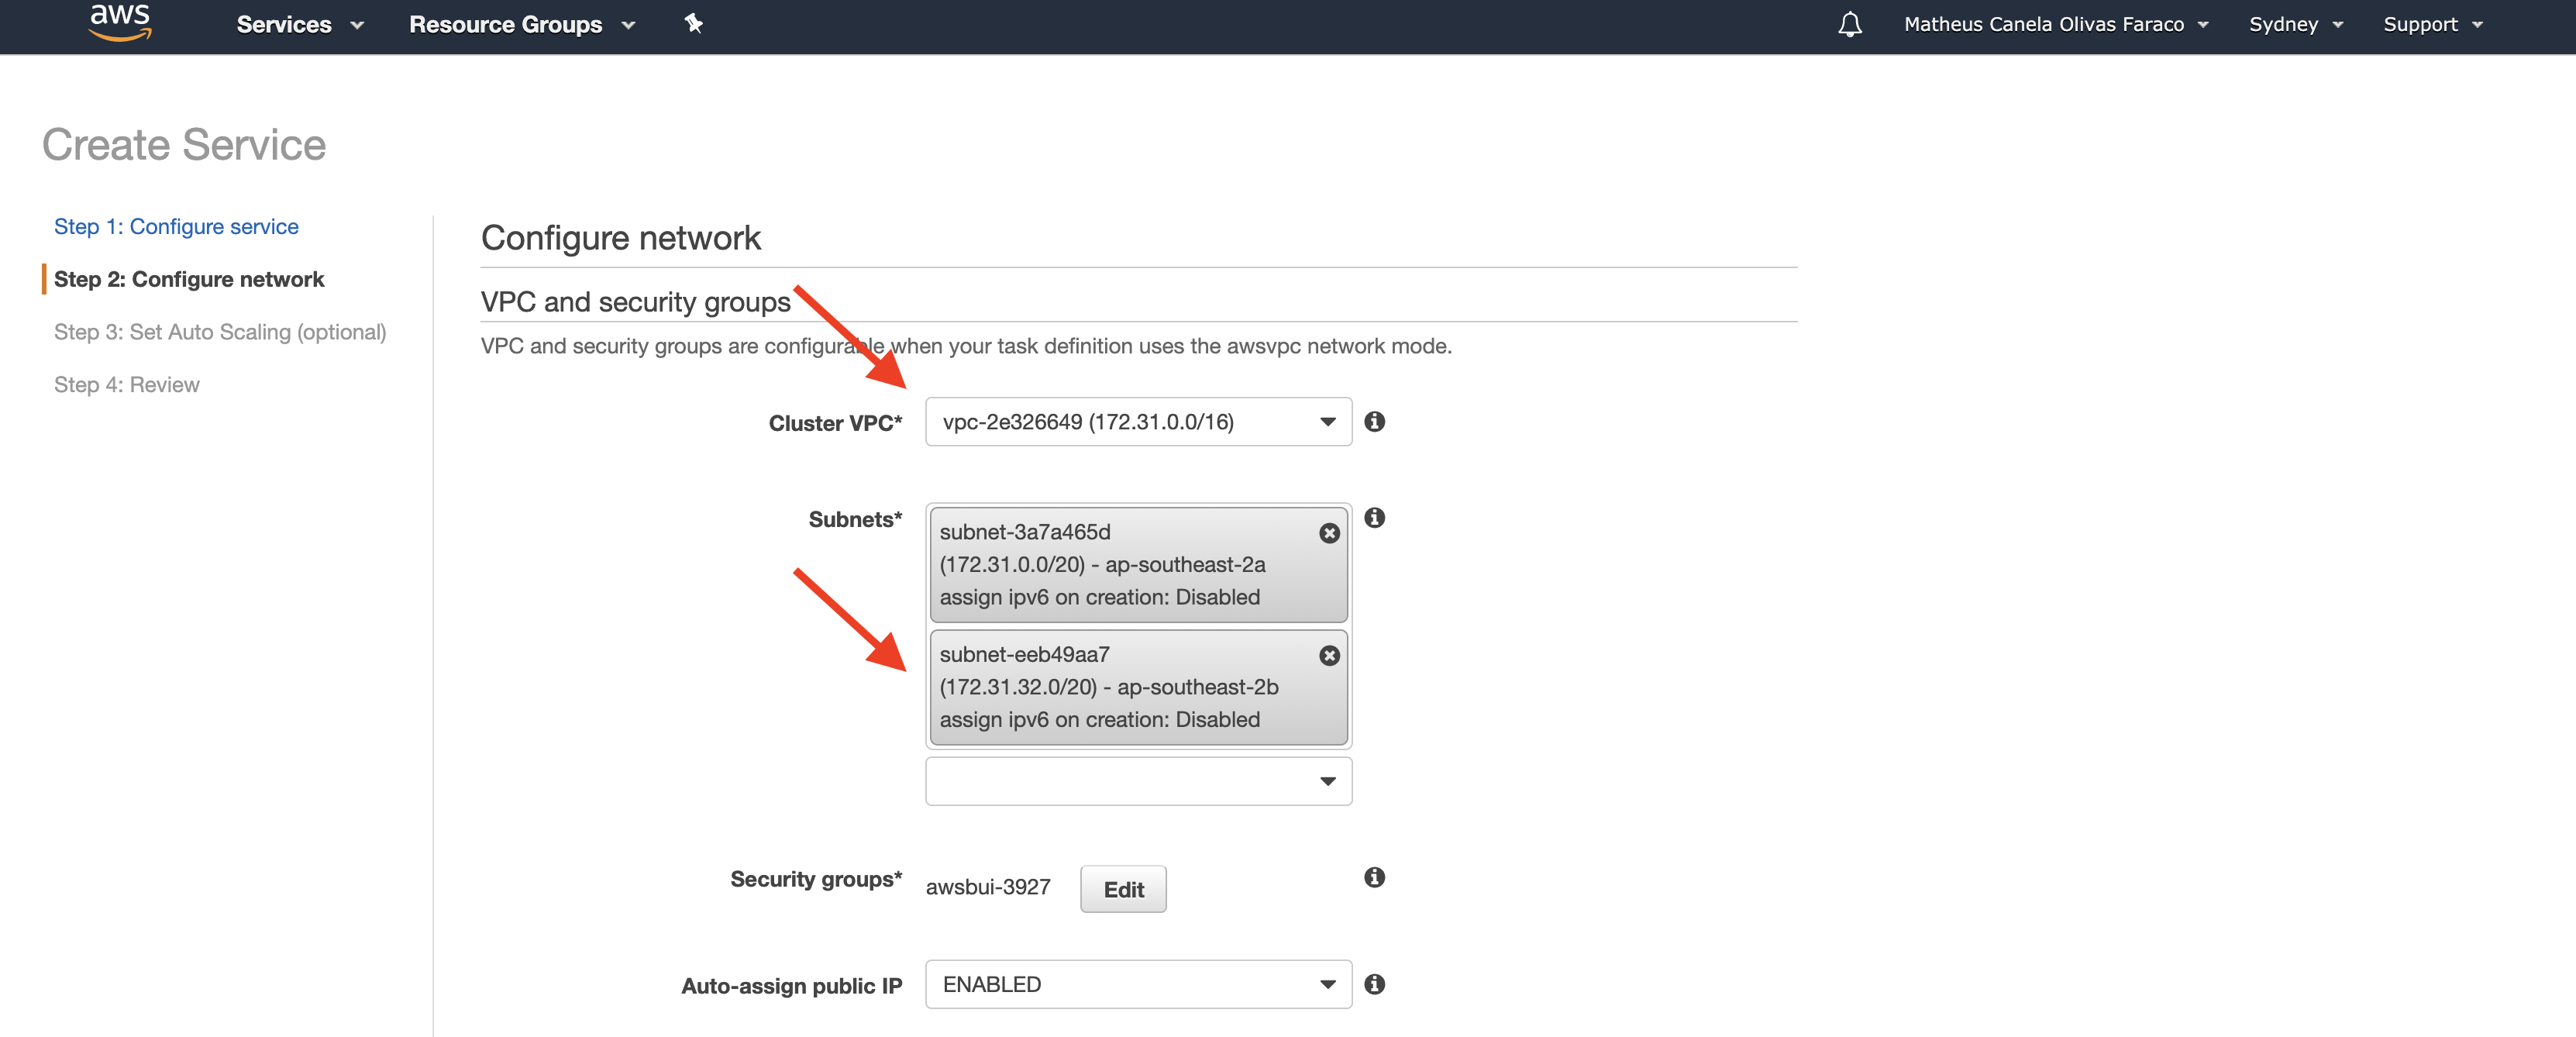 aws
Services
Resource Groups
Matheus Canela Olivas Faraco
Sydney
Support
Create Service
Step 1: Configure service
Step 2: Configure network
Step 3: Set Auto Scaling (optional)
Step 4: Review
Configure network
VPC and security groups
VPC and security groups are configurable when your task definition uses the awsvpc network mode.
Cluster VPC*
vpc-2e326649 (172.31.0.0/16)
Subnets*
subnet-3a7a465d
(172.31.0.0/20) - ap-southeast-2a
assign ipv6 on creation: Disabled
subnet-eeb49aa7
(172.31.32.0/20) - ap-southeast-2b
assign ipv6 on creation: Disabled
Security groups*
awsbui-3927
Edit
Auto-assign public IP
ENABLED